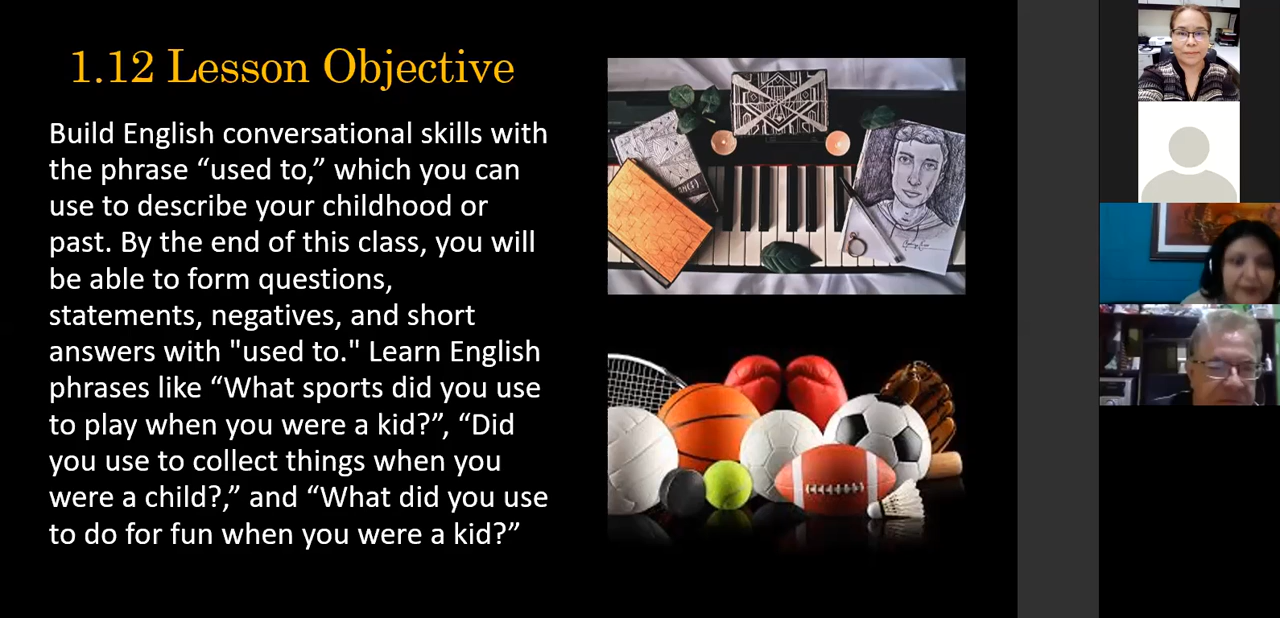 1.12 Lesson Objective
Build English conversational skills with
the phrase “used to,” which you can
use to describe your childhood or
past. By the end of this class, you will
be able to form questions,
statements, negatives, and short
answers with "used to." Learn English
phrases like “What sports did you use
to play when you were a kid?”, “Did
you use to collect things when you
were a child?,” and “What did you use
to do for fun when you were a kid?”